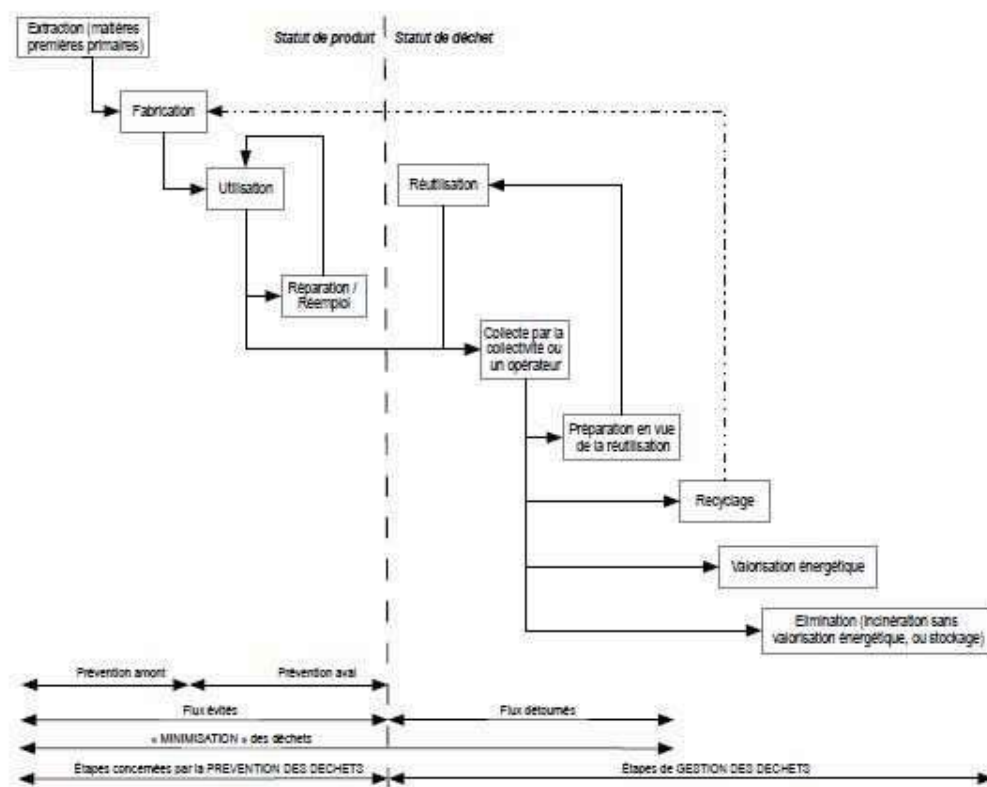 Extraction (matières
premières primaires)
Statut de produit
Statut de déchet
Fabrication
Utilisation
Réutilisation
Réparation /
Réemploi
Collecte par la
collectivité ou
un opérateur
Préparation en vue
de la réutilisation
Recyclage
Valorisation énergétique
Elimination (incinération sans
valorisation énergétique, ou stockage)
Prévention amont
Prévention aval
Flux évités
Flux détournés
« MINIMISATION » des déchets
Étapes concernées par la PREVENTION DES DECHETS
Étapes de GESTION DES DECHETS